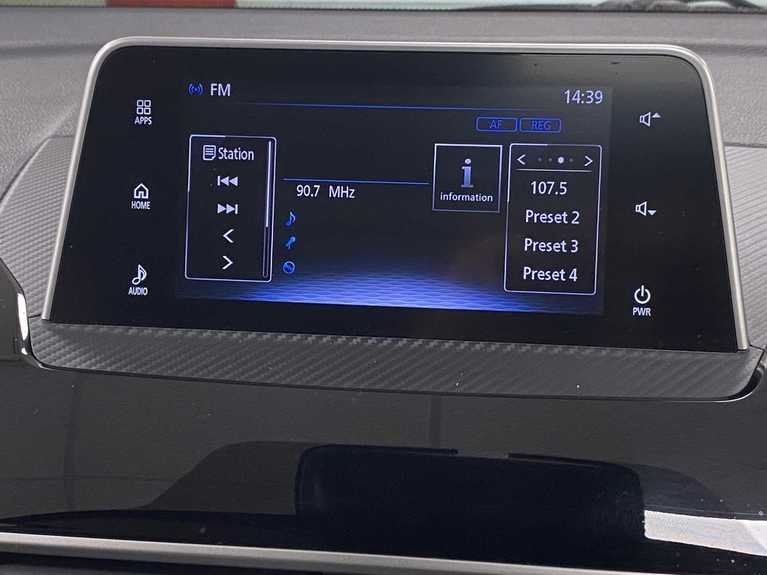 FM
14:39
AF REG
APPS
HOME
AUDIO
Station
90.7 MHz
i
information
107.5
Preset 2
Preset 3
Preset 4
PWR